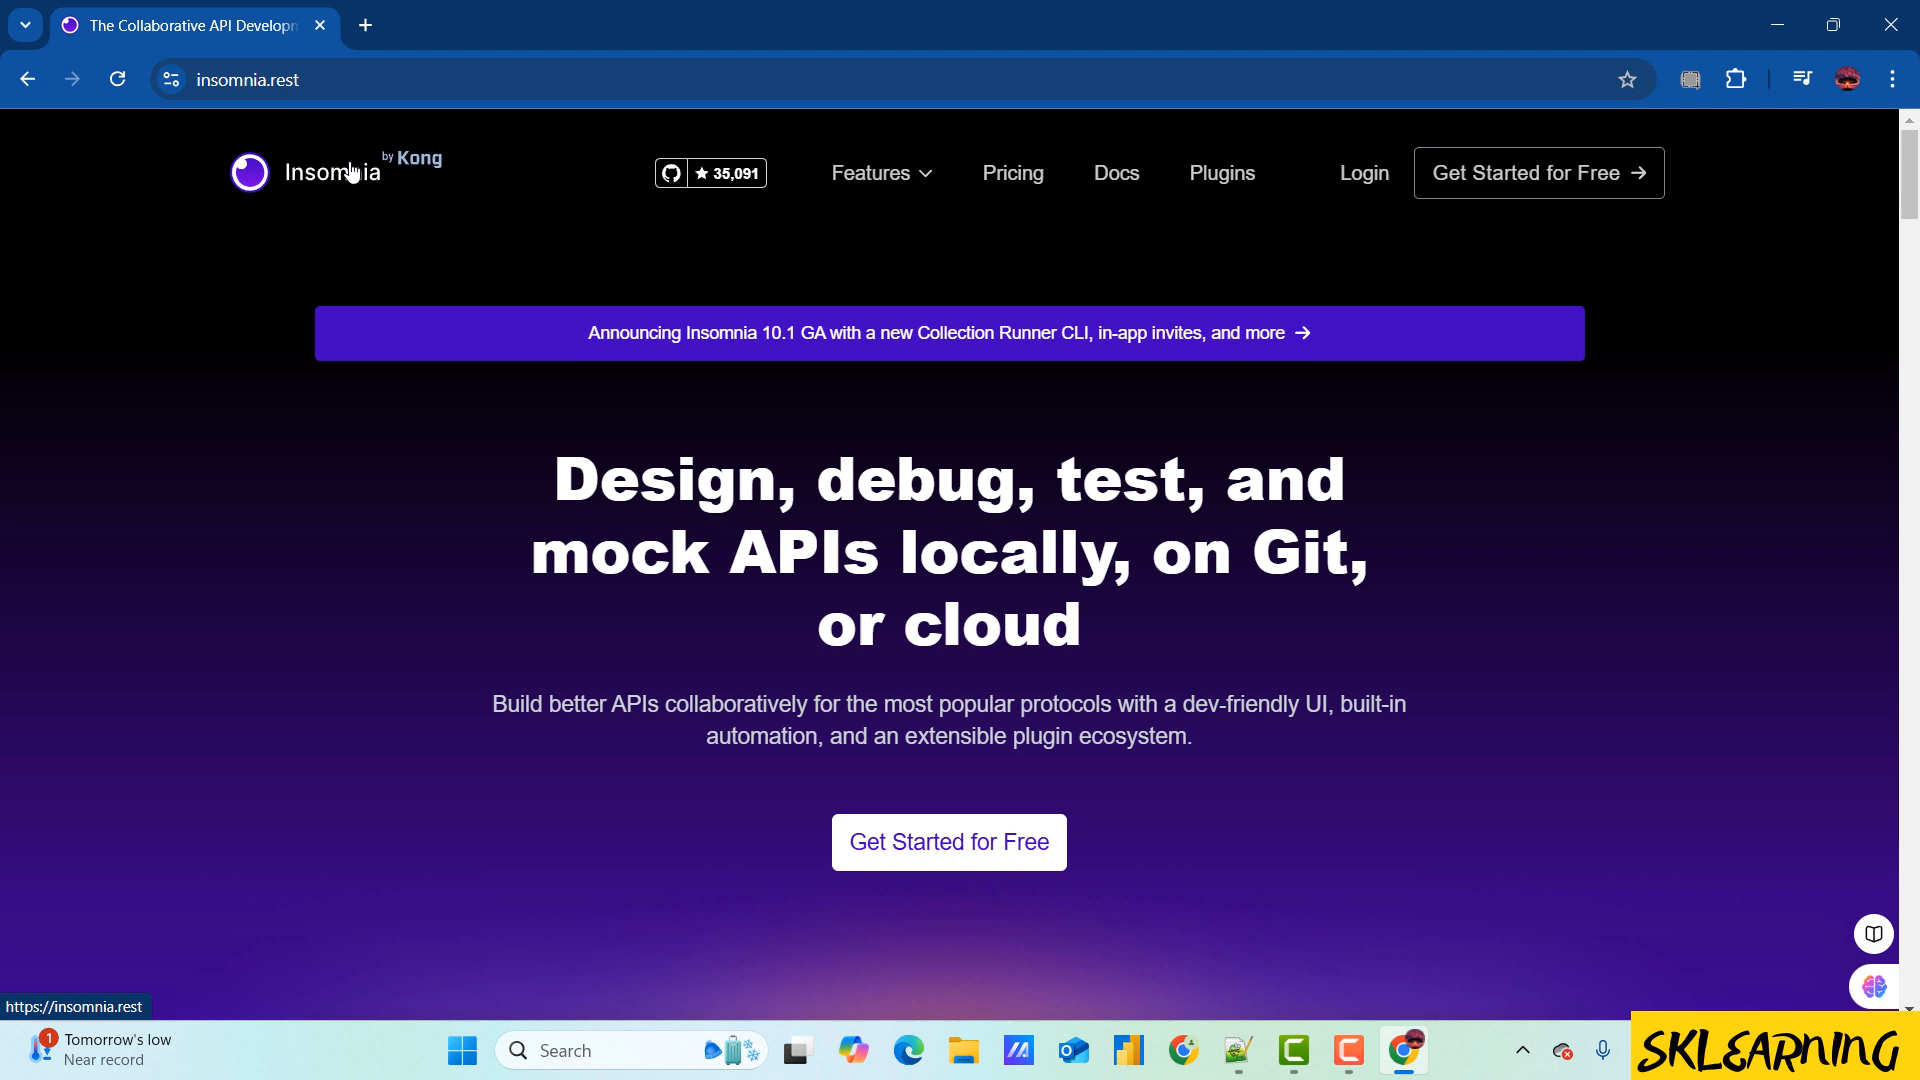 The Collaborative API Developm
insomnia.rest
Insomnia by Kong
★ 35,091
Features
Pricing
Docs
Plugins
Login
Get Started for Free →
Announcing Insomnia 10.1 GA with a new Collection Runner CLI, in-app invites, and more →
Design, debug, test, and
mock APIs locally, on Git,
or cloud
Build better APIs collaboratively for the most popular protocols with a dev-friendly UI, built-in
automation, and an extensible plugin ecosystem.
Get Started for Free
https://insomnia.rest
1
Tomorrow's low
Near record
Search
SKLEARNING